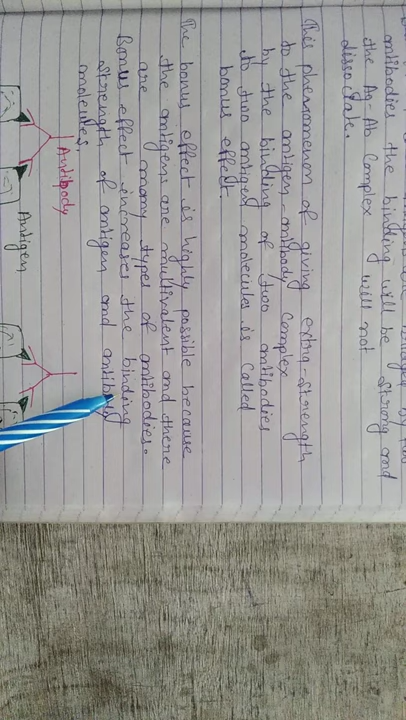 antibodies the binding will be strong and
the Ag-Ab complex will not
dissociate.
This phenomenon of giving extra-strength
to the antigen-antibody complex
by the binding of two antibodies
to two antigen molecules is called
bonus effect.
The bonus effect is highly possible because
the antigens are multivalent and there
are many types of antibodies.
Bonus effect increases the binding
strength of antigen and antibody
molecules.
Antibody
Antigen